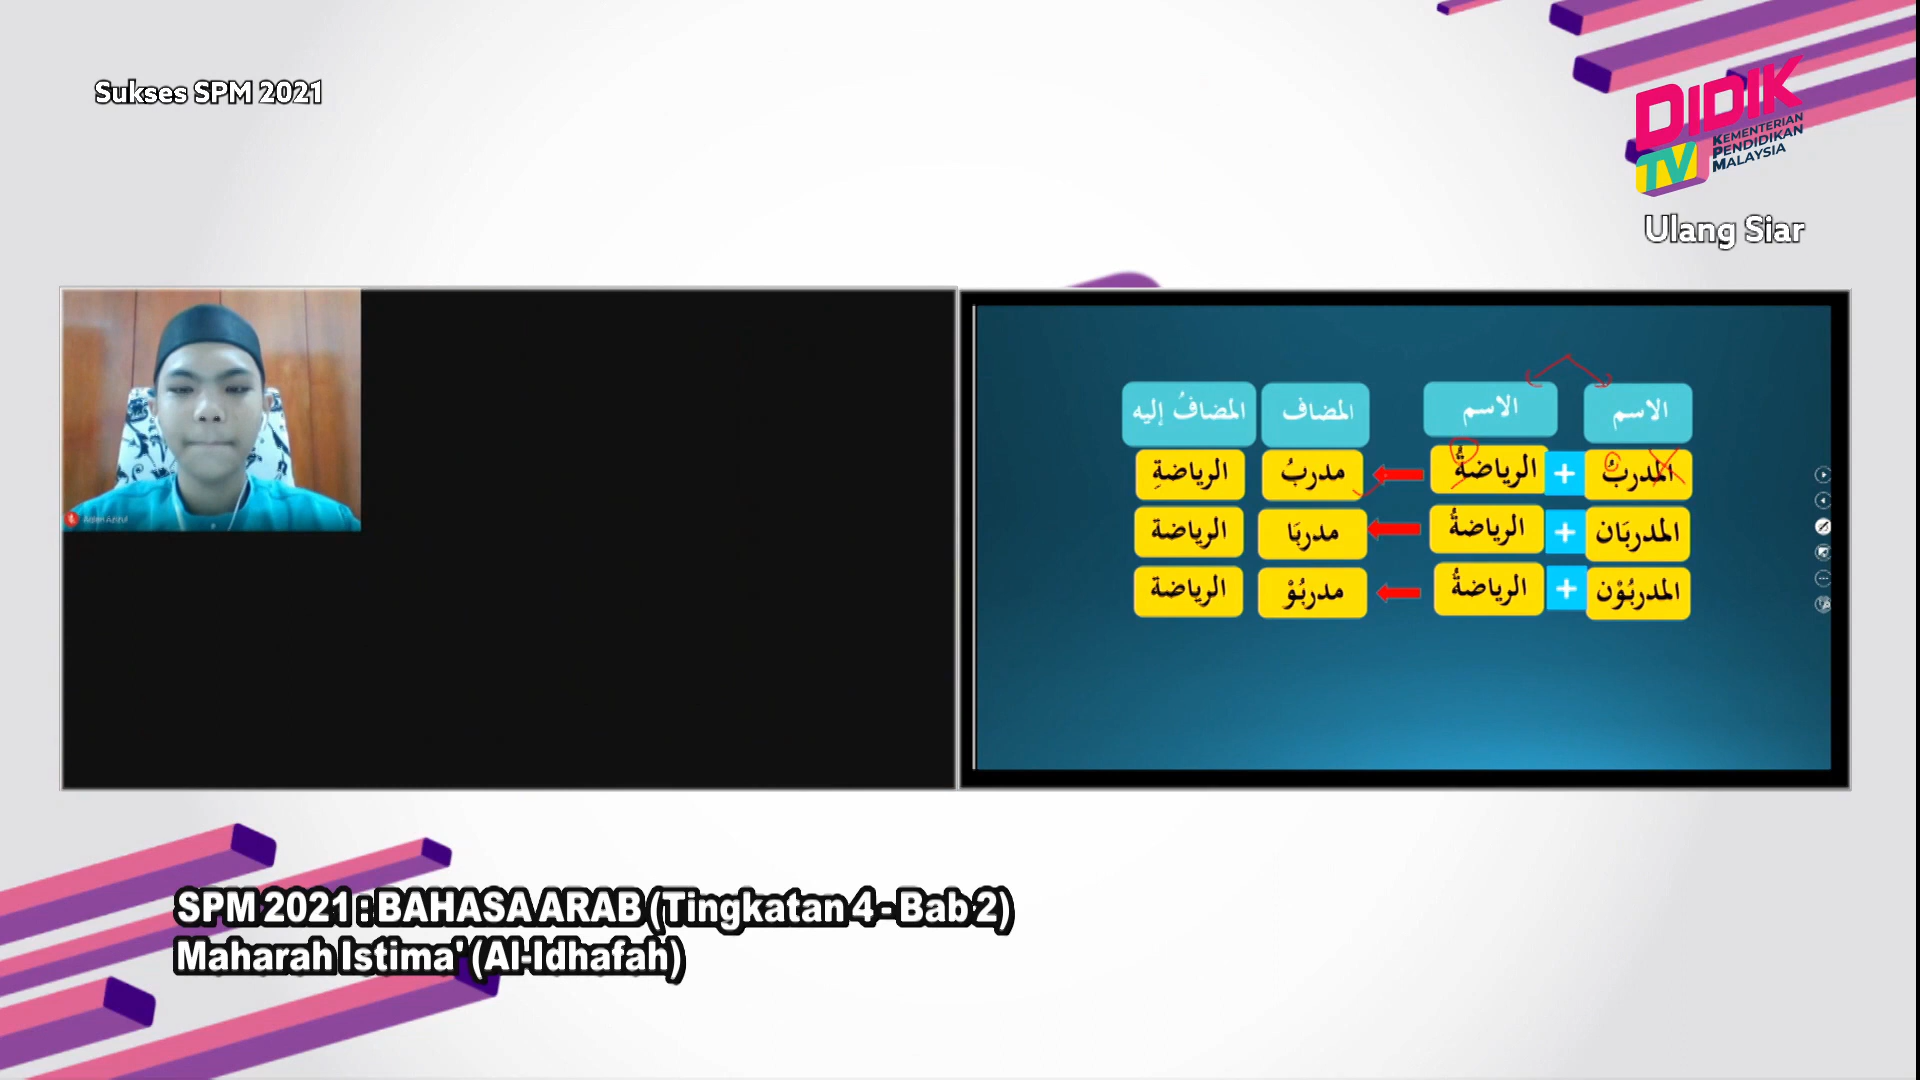 Sukses SPM 2021
DIDIK
TV
KEMENTERIAN
PENDIDIKAN
MALAYSIA
Ulang Siar
الاسم الاسم المضاف المضافُ إليه
المدربُ + الرياضةُ مدربُ الرياضةِ
المدربَان + الرياضةُ مدربَا الرياضة
المدربُوْن + الرياضةُ مدربُوْ الرياضة
SPM 2021 : BAHASA ARAB (Tingkatan 4 - Bab 2)
Maharah Istima' (Al-Idhafah)